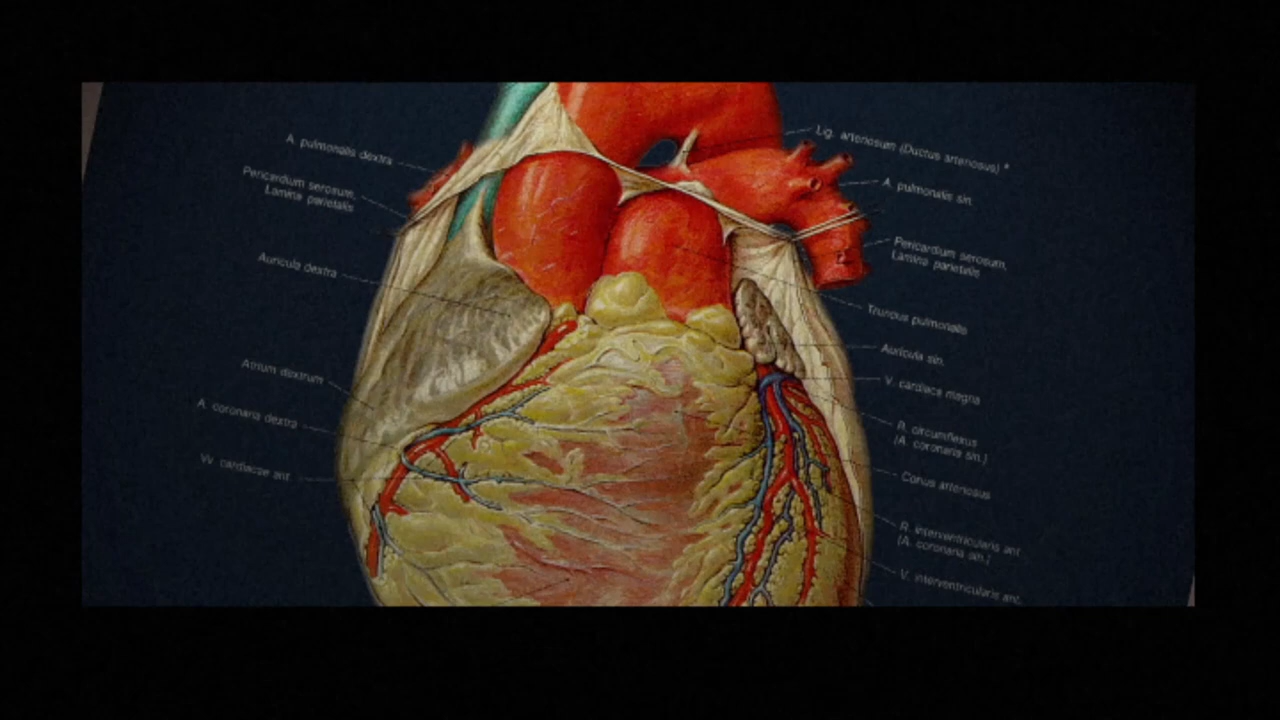 A. pulmonalis dextra
Pericardium serosum,
Lamina parietalis
Auricula dextra
Atrium dextrum
A. coronaria dextra
Vv. cardiacae ant.
Lig. arteriosum (Ductus arteriosus) *
A. pulmonalis sin.
Pericardium serosum,
Lamina parietalis
Truncus pulmonalis
Auricula sin.
V. cardiaca magna
R. circumflexus
(A. coronaria sin.)
Conus arteriosus
R. interventricularis ant.
(A. coronaria sin.)
V. interventricularis ant.